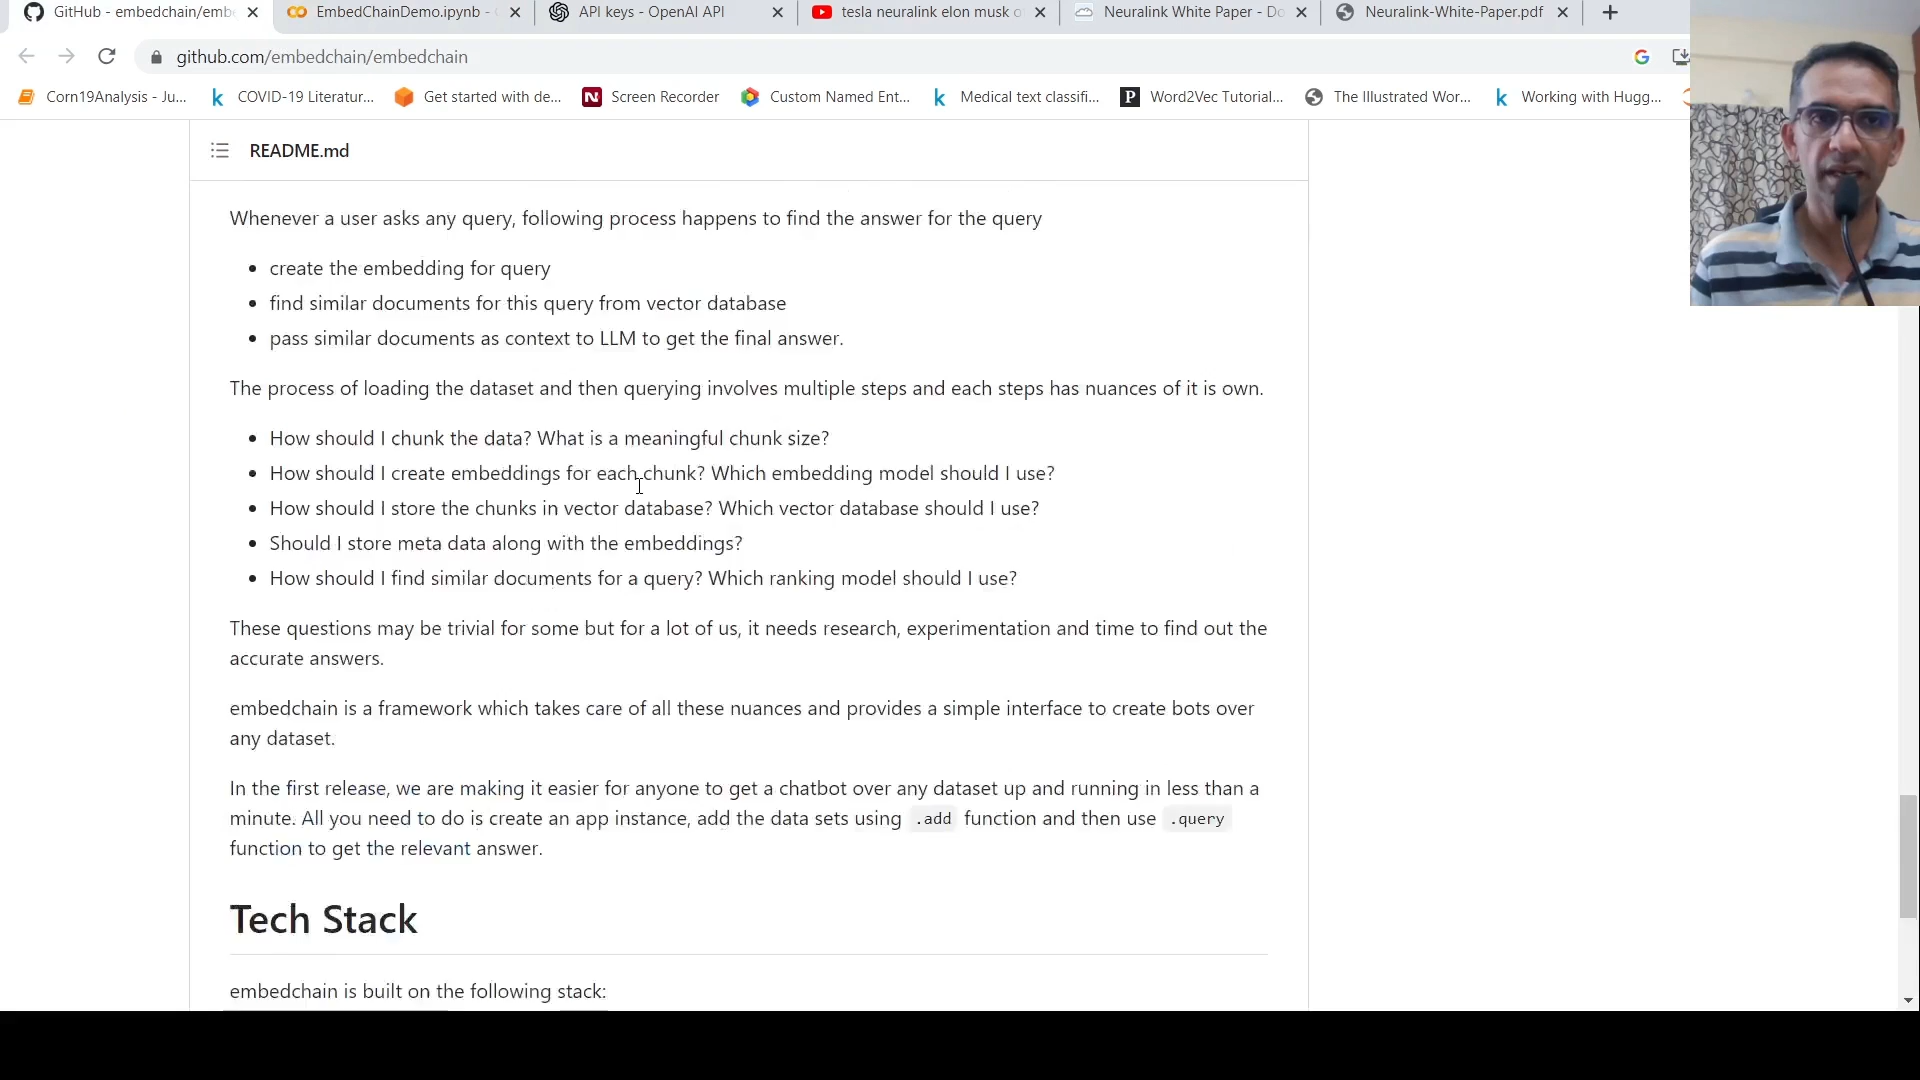 GitHub - embedchain/embe
EmbedChainDemo.ipynb -
API keys - OpenAI API
tesla neuralink elon musk
Neuralink White Paper - Do
Neuralink-White-Paper.pdf
github.com/embedchain/embedchain
Corn19Analysis - Ju...
COVID-19 Literatur...
Get started with de...
Screen Recorder
Custom Named Ent...
Medical text classifi...
Word2Vec Tutorial...
The Illustrated Wor...
Working with Hugg...
README.md
Whenever a user asks any query, following process happens to find the answer for the query
• create the embedding for query
• find similar documents for this query from vector database
• pass similar documents as context to LLM to get the final answer.
The process of loading the dataset and then querying involves multiple steps and each steps has nuances of it is own.
• How should I chunk the data? What is a meaningful chunk size?
• How should I create embeddings for each chunk? Which embedding model should I use?
• How should I store the chunks in vector database? Which vector database should I use?
• Should I store meta data along with the embeddings?
• How should I find similar documents for a query? Which ranking model should I use?
These questions may be trivial for some but for a lot of us, it needs research, experimentation and time to find out the
accurate answers.
embedchain is a framework which takes care of all these nuances and provides a simple interface to create bots over
any dataset.
In the first release, we are making it easier for anyone to get a chatbot over any dataset up and running in less than a
minute. All you need to do is create an app instance, add the data sets using .add function and then use .query
function to get the relevant answer.
Tech Stack
embedchain is built on the following stack: